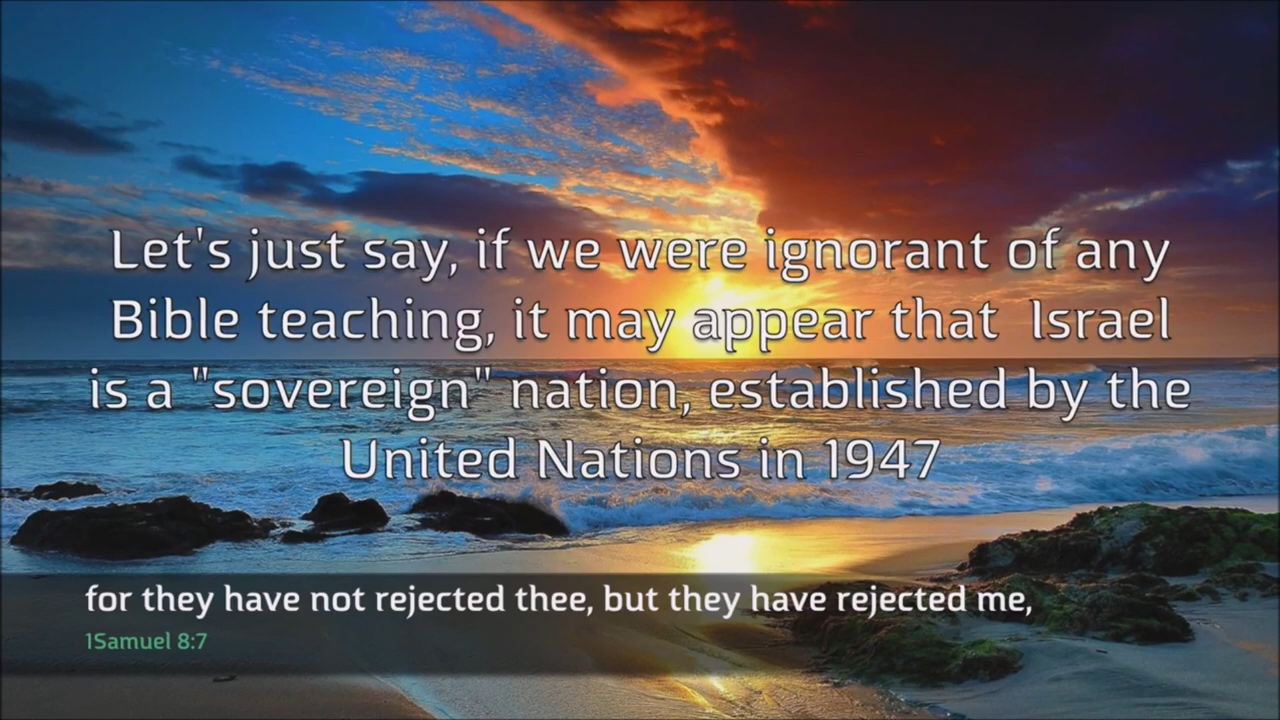 Let's just say, if we were ignorant of any
Bible teaching, it may appear that  Israel
is a "sovereign" nation, established by the
United Nations in 1947
for they have not rejected thee, but they have rejected me,
1Samuel 8:7